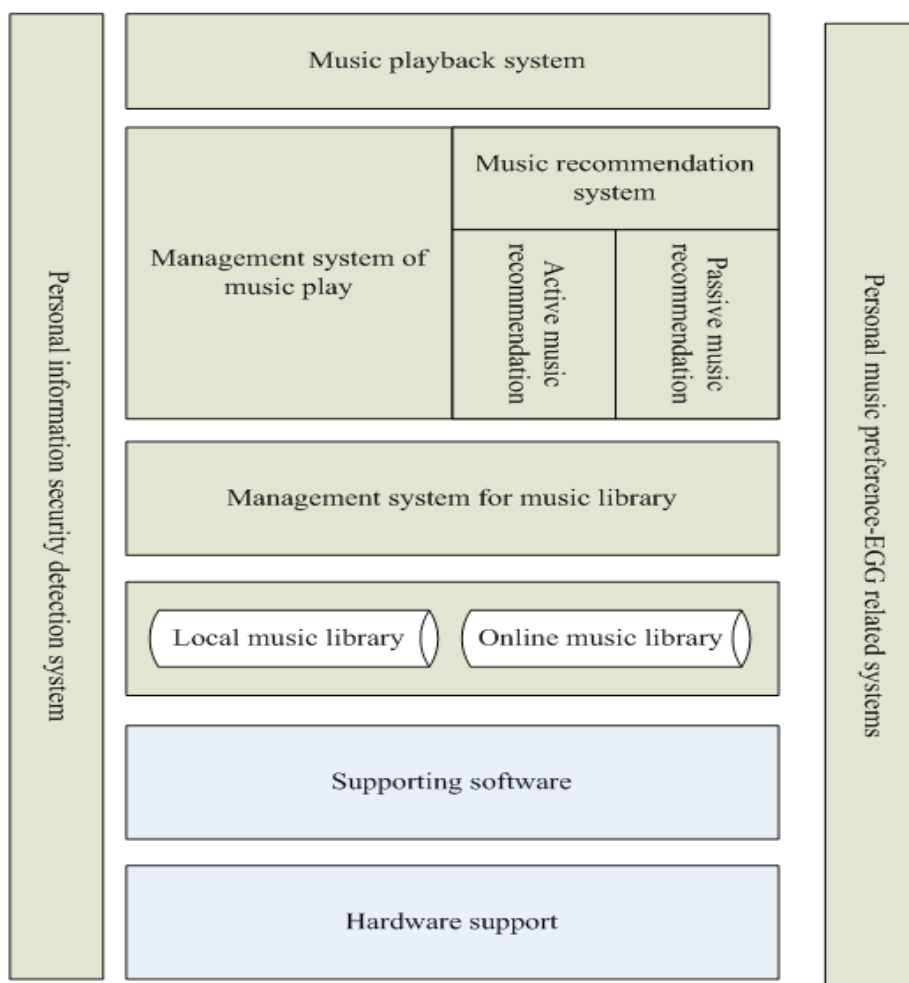 Personal information security detection system
Music playback system
Management system of
music play
Music recommendation
system
Active music
recommendation
Passive music
recommendation
Management system for music library
Local music library
Online music library
Supporting software
Hardware support
Personal music preference-EGG related systems